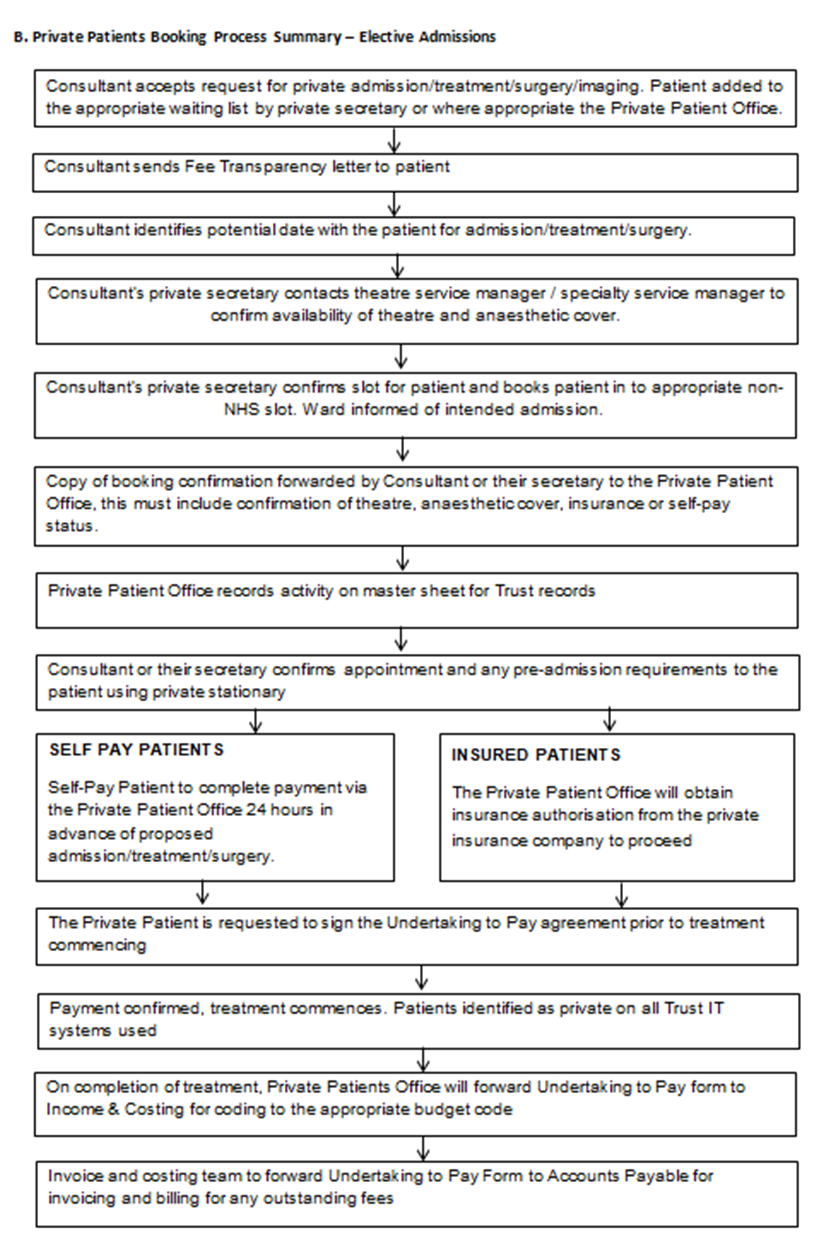 B. Private Patients Booking Process Summary – Elective Admissions
Consultant accepts request for private admission/treatment/surgery/imaging. Patient added to
the appropriate waiting list by private secretary or where appropriate the Private Patient Office.
Consultant sends Fee Transparency letter to patient
Consultant identifies potential date with the patient for admission/treatment/surgery.
Consultant's private secretary contacts theatre service manager / specialty service manager to
confirm availability of theatre and anaesthetic cover.
Consultant's private secretary confirms slot for patient and books patient in to appropriate non-
NHS slot. Ward informed of intended admission.
Copy of booking confirmation forwarded by Consultant or their secretary to the Private Patient
Office, this must include confirmation of theatre, anaesthetic cover, insurance or self-pay
status.
Private Patient Office records activity on master sheet for Trust records
Consultant or their secretary confirms appointment and any pre-admission requirements to the
patient using private stationary
SELF PAY PATIENTS
Self-Pay Patient to complete payment via
the Private Patient Office 24 hours in
advance of proposed
admission/treatment/surgery.
INSURED PATIENTS
The Private Patient Office will obtain
insurance authorisation from the private
insurance company to proceed
The Private Patient is requested to sign the Undertaking to Pay agreement prior to treatment
commencing
Payment confirmed, treatment commences. Patients identified as private on all Trust IT
systems used
On completion of treatment, Private Patients Office will forward Undertaking to Pay form to
Income & Costing for coding to the appropriate budget code
Invoice and costing team to forward Undertaking to Pay Form to Accounts Payable for
invoicing and billing for any outstanding fees